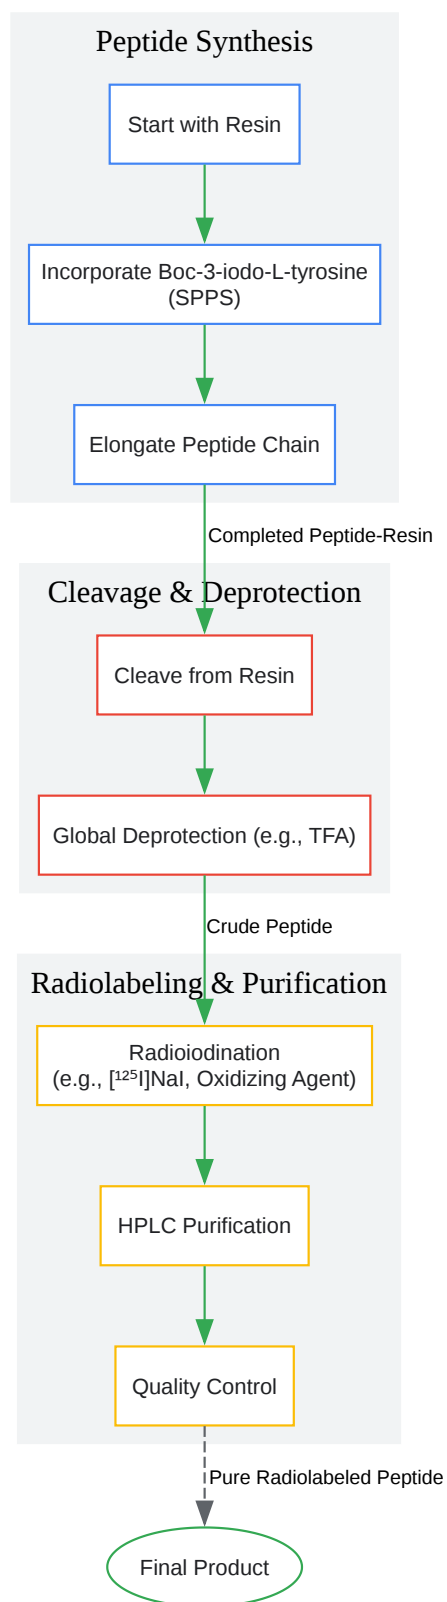 Peptide Synthesis
Start with Resin
Incorporate Boc-3-iodo-L-tyrosine
(SPPS)
Elongate Peptide Chain
Completed Peptide-Resin
Cleavage & Deprotection
Cleave from Resin
Global Deprotection (e.g., TFA)
Crude Peptide
Radiolabeling & Purification
Radioiodination
(e.g., [¹²⁵I]NaI, Oxidizing Agent)
HPLC Purification
Quality Control
Pure Radiolabeled Peptide
Final Product